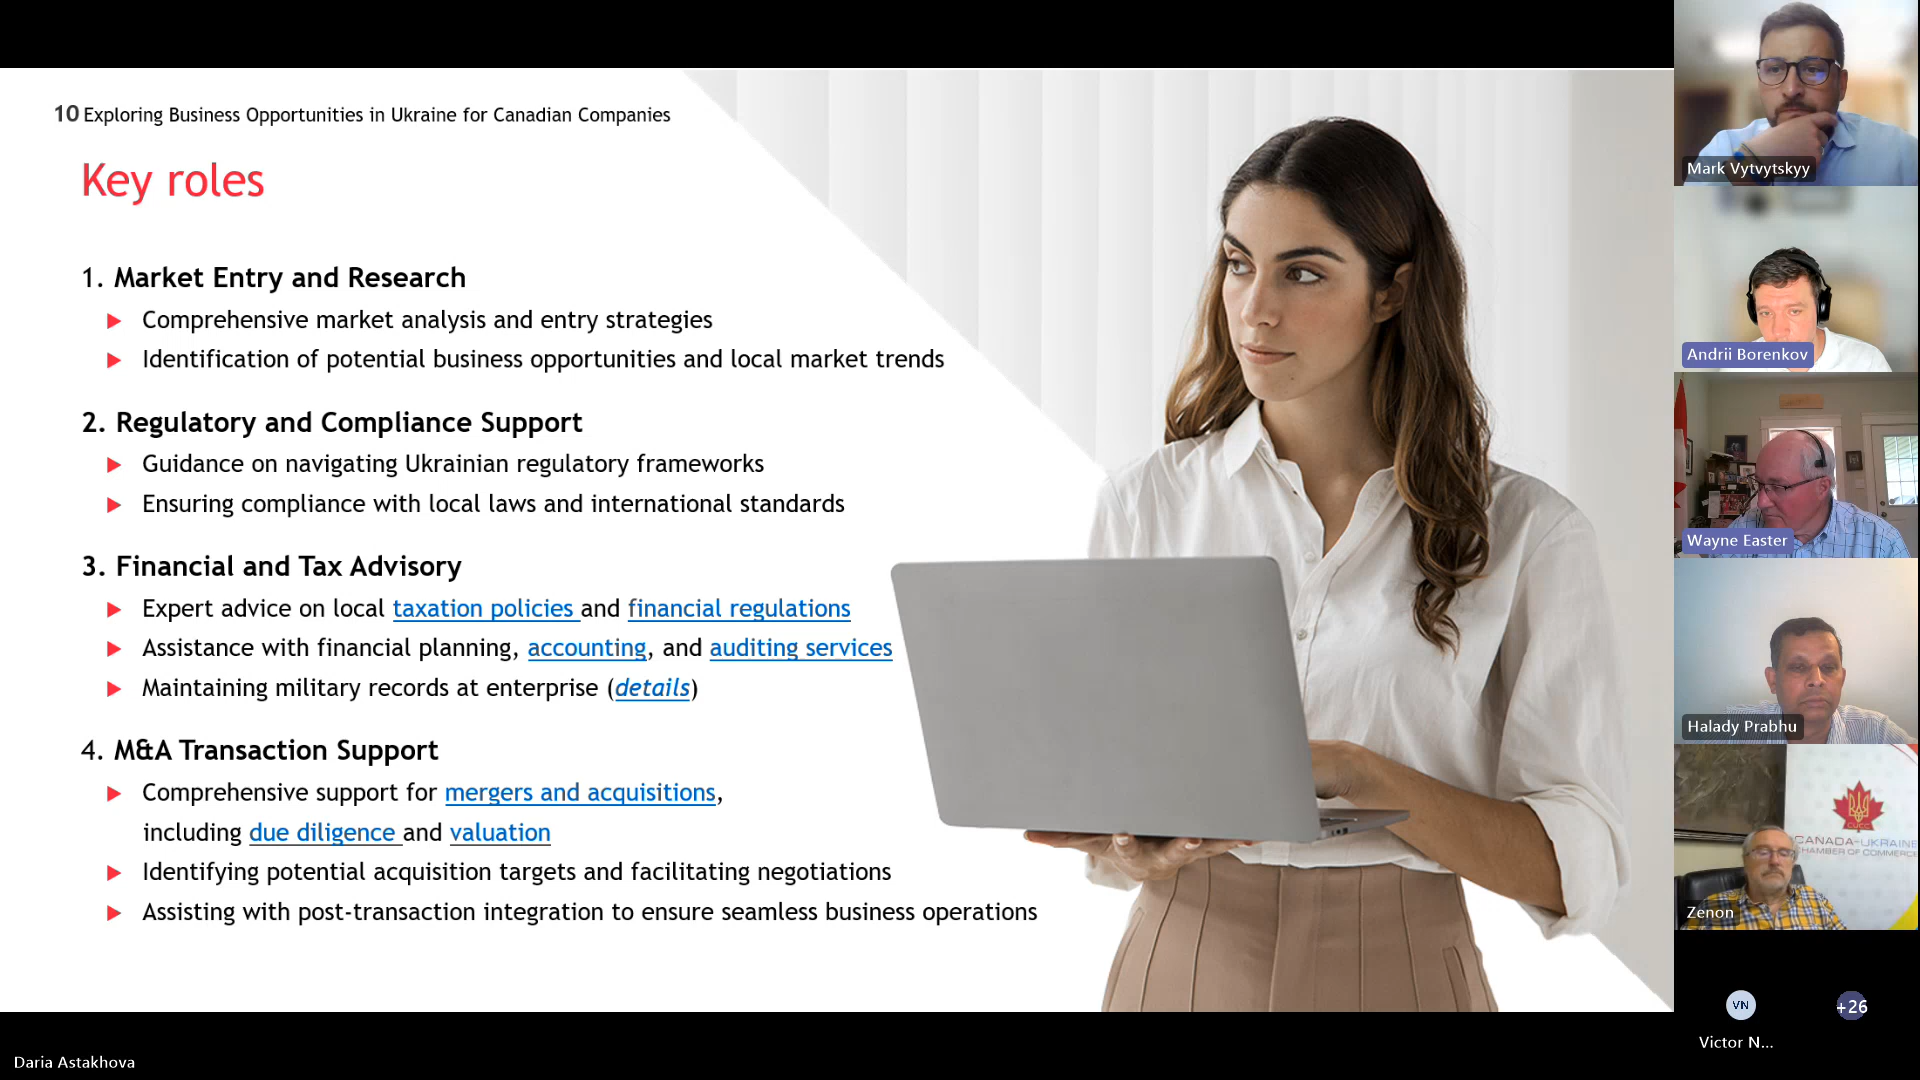 10 Exploring Business Opportunities in Ukraine for Canadian Companies
Key roles
1. Market Entry and Research
Comprehensive market analysis and entry strategies
Identification of potential business opportunities and local market trends
2. Regulatory and Compliance Support
Guidance on navigating Ukrainian regulatory frameworks
Ensuring compliance with local laws and international standards
3. Financial and Tax Advisory
Expert advice on local taxation policies and financial regulations
Assistance with financial planning, accounting, and auditing services
Maintaining military records at enterprise (details)
4. M&A Transaction Support
Comprehensive support for mergers and acquisitions,
including due diligence and valuation
Identifying potential acquisition targets and facilitating negotiations
Assisting with post-transaction integration to ensure seamless business operations
Daria Astakhova
Mark Vytvytskyy
Andrii Borenkov
Wayne Easter
Halady Prabhu
CUCC
CANADA-UKRAINE
CHAMBER OF COMMERCE
Zenon
VN
+26
Victor N...